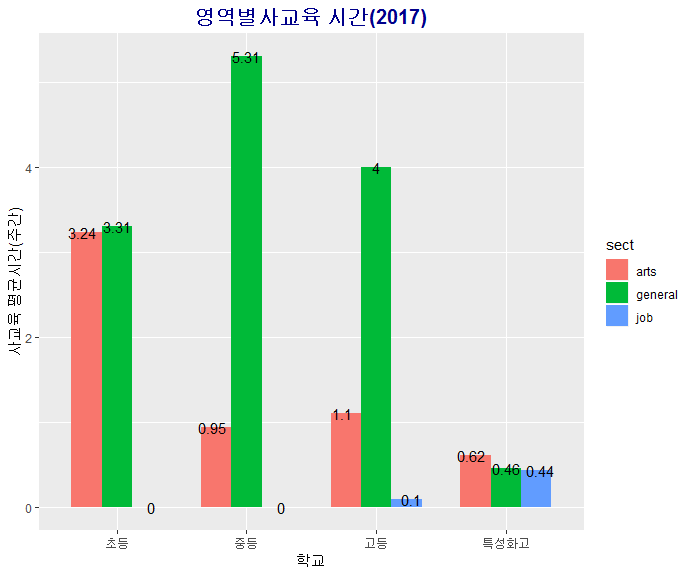 영역별사교육 시간(2017)
사교육 평균시간(주간)
4
2
0
3.24
3.31
0
0.95
5.31
0
1.1
4
0.1
0.62
0.46
0.44
초등
중등
고등
특성화고
학교
sect
arts
general
job